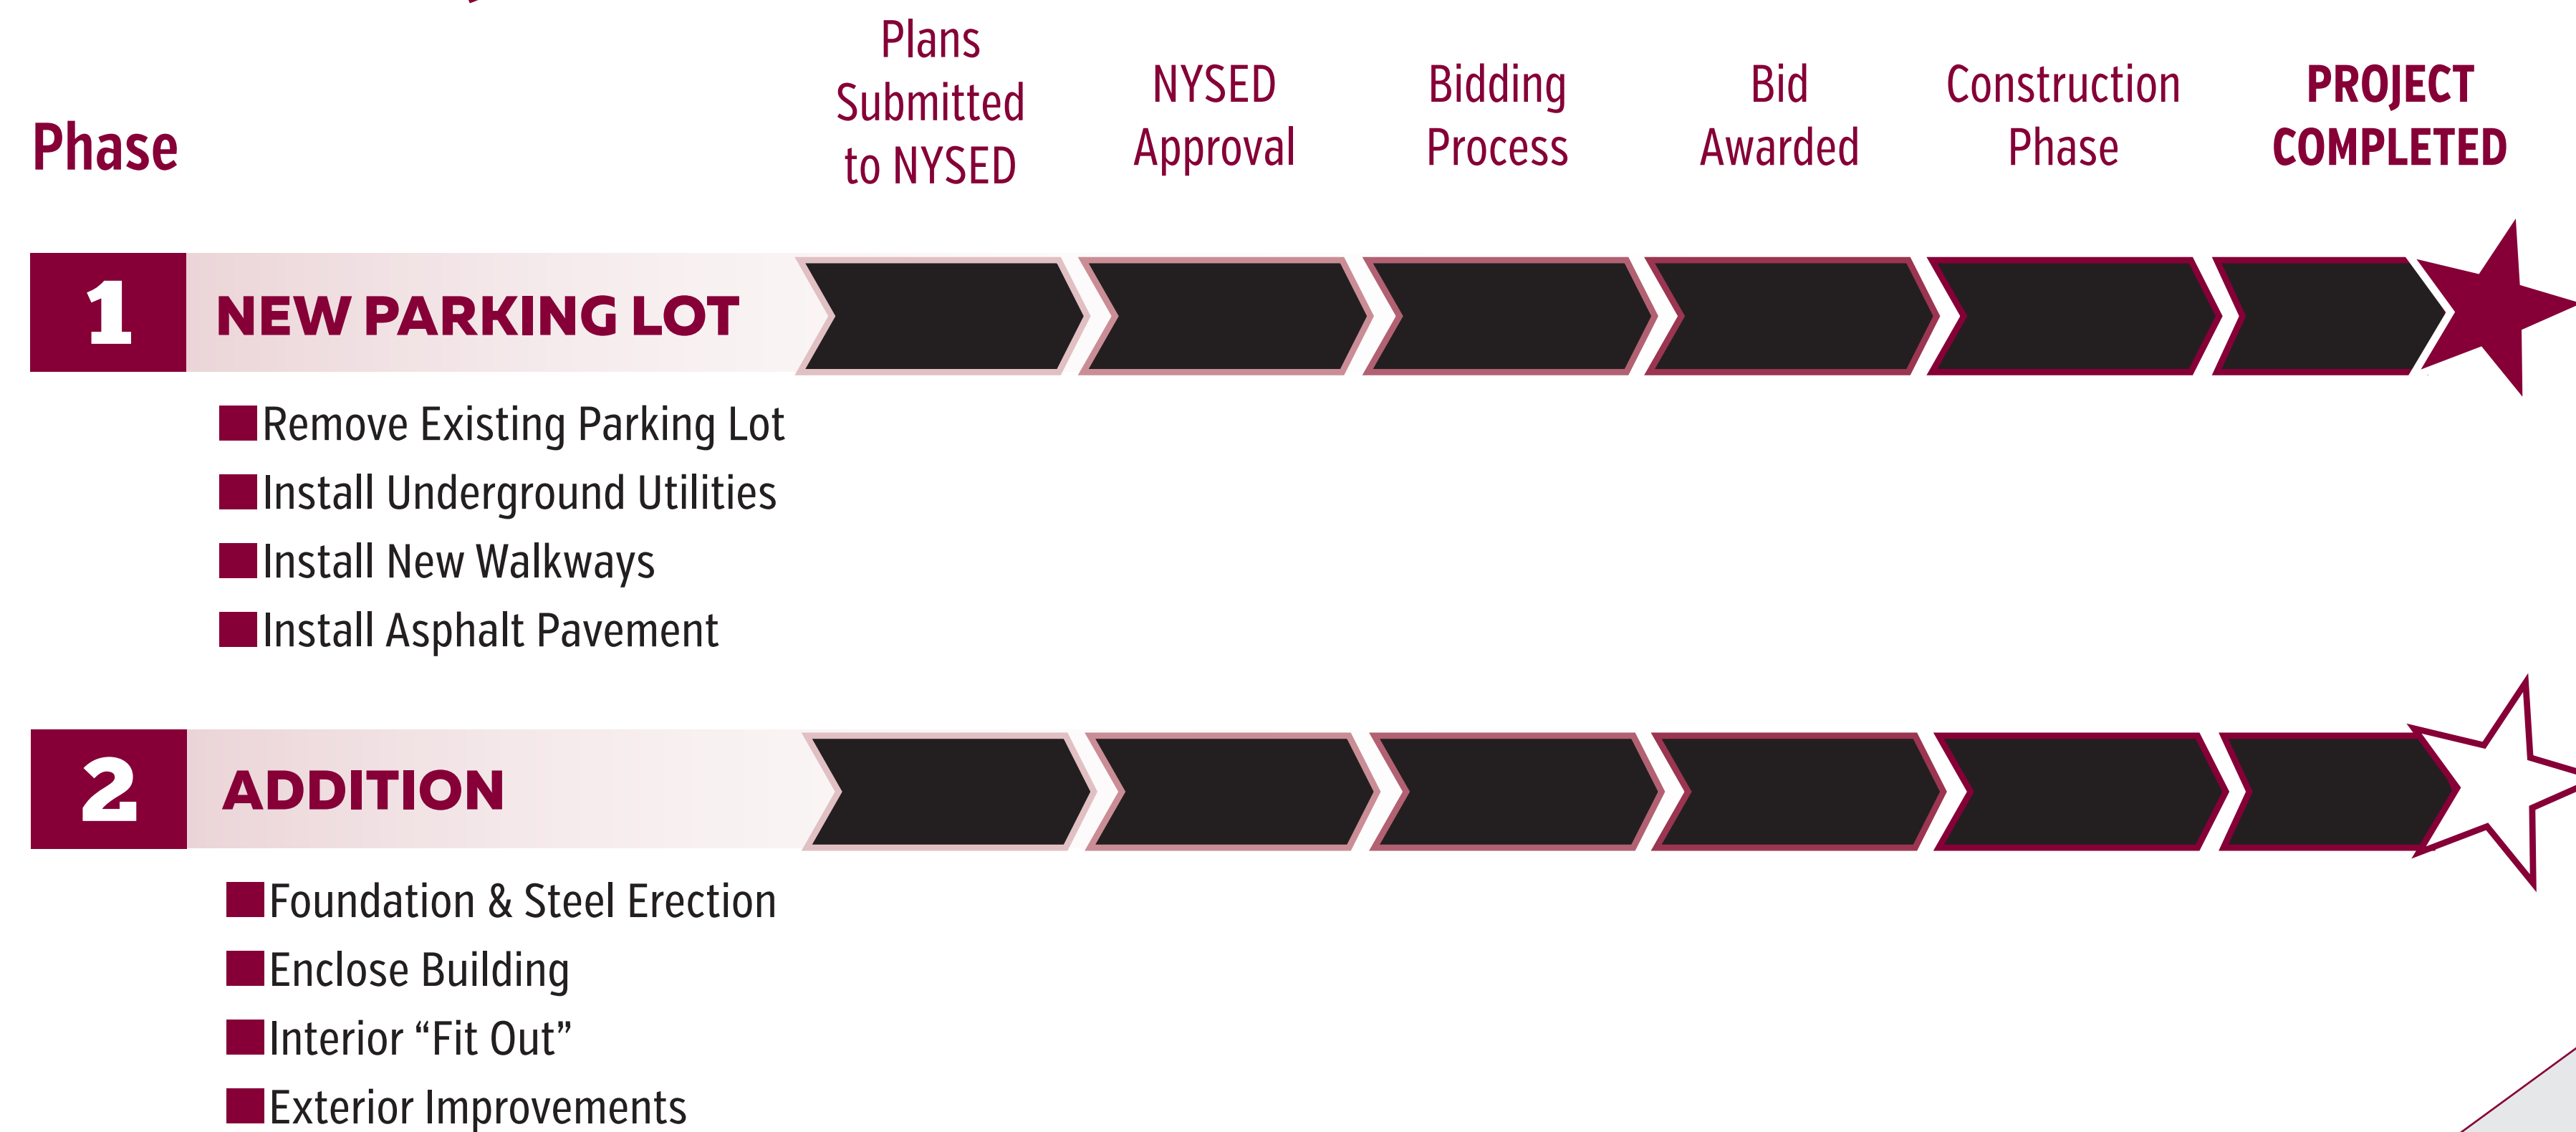 Phase
Plans
Submitted
to NYSED
NYSED
Approval
Bidding
Process
Bid
Awarded
Construction
Phase
PROJECT
COMPLETED
1 NEW PARKING LOT
Remove Existing Parking Lot
Install Underground Utilities
Install New Walkways
Install Asphalt Pavement
2 ADDITION
Foundation & Steel Erection
Enclose Building
Interior “Fit Out”
Exterior Improvements